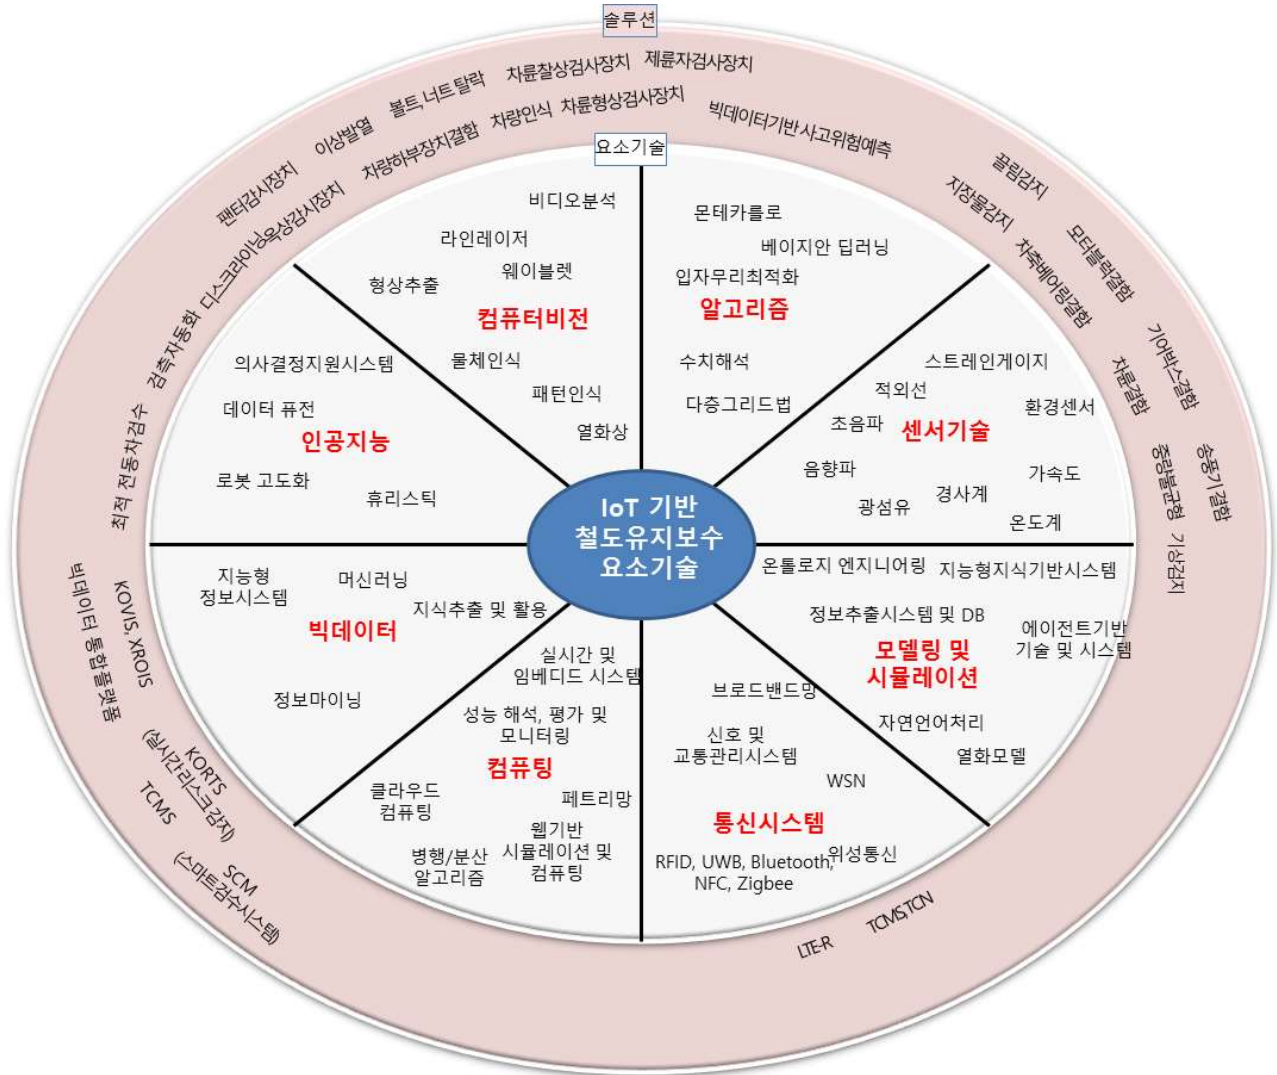 솔루션
제륜자검사장치
차륜찰상검사장치
볼트, 너트 탈락
이상발열
팬터감시장치
차륜형상검사장치
차량인식
차량하부장치결함
옥상감시장치
디스크라이닝
검측자동화
최적 전동차검수
빅데이터기반 사고위험예측
끌림감지
지장물감지
모터블럭결함
차축베어링결함
기어박스결함
차륜결함
송풍기결함
중량불균형
기상감지
요소기술
비디오분석
라인레이저
웨이블렛
형상추출
컴퓨터비전
물체인식
패턴인식
열화상
몬테카를로
베이지안 딥러닝
입자무리최적화
알고리즘
수치해석
다층그리드법
스트레인게이지
적외선
환경센서
초음파
센서기술
음향파
가속도
경사계
광섬유
온도계
의사결정지원시스템
데이터 퓨전
인공지능
로봇 고도화
휴리스틱
IoT 기반
철도유지보수
요소기술
지능형
정보시스템
머신러닝
지식추출 및 활용
빅데이터
정보마이닝
온톨로지 엔지니어링
지능형지식기반시스템
정보추출시스템 및 DB
에이전트기반
기술 및 시스템
모델링 및
시뮬레이션
자연언어처리
열화모델
실시간 및
임베디드 시스템
성능 해석, 평가 및
모니터링
컴퓨팅
클라우드
컴퓨팅
페트리망
웹기반
시뮬레이션 및
컴퓨팅
병행/분산
알고리즘
브로드밴드망
신호 및
교통관리시스템
WSN
통신시스템
위성통신
RFID, UWB, Bluetooth,
NFC, Zigbee
빅데이터 통합플랫폼
KOVIS, XROIS
KORTS
(실시간리스크감지)
TCMS
SCM
(스마트검수시스템)
LTE-R
TCMS,TCN